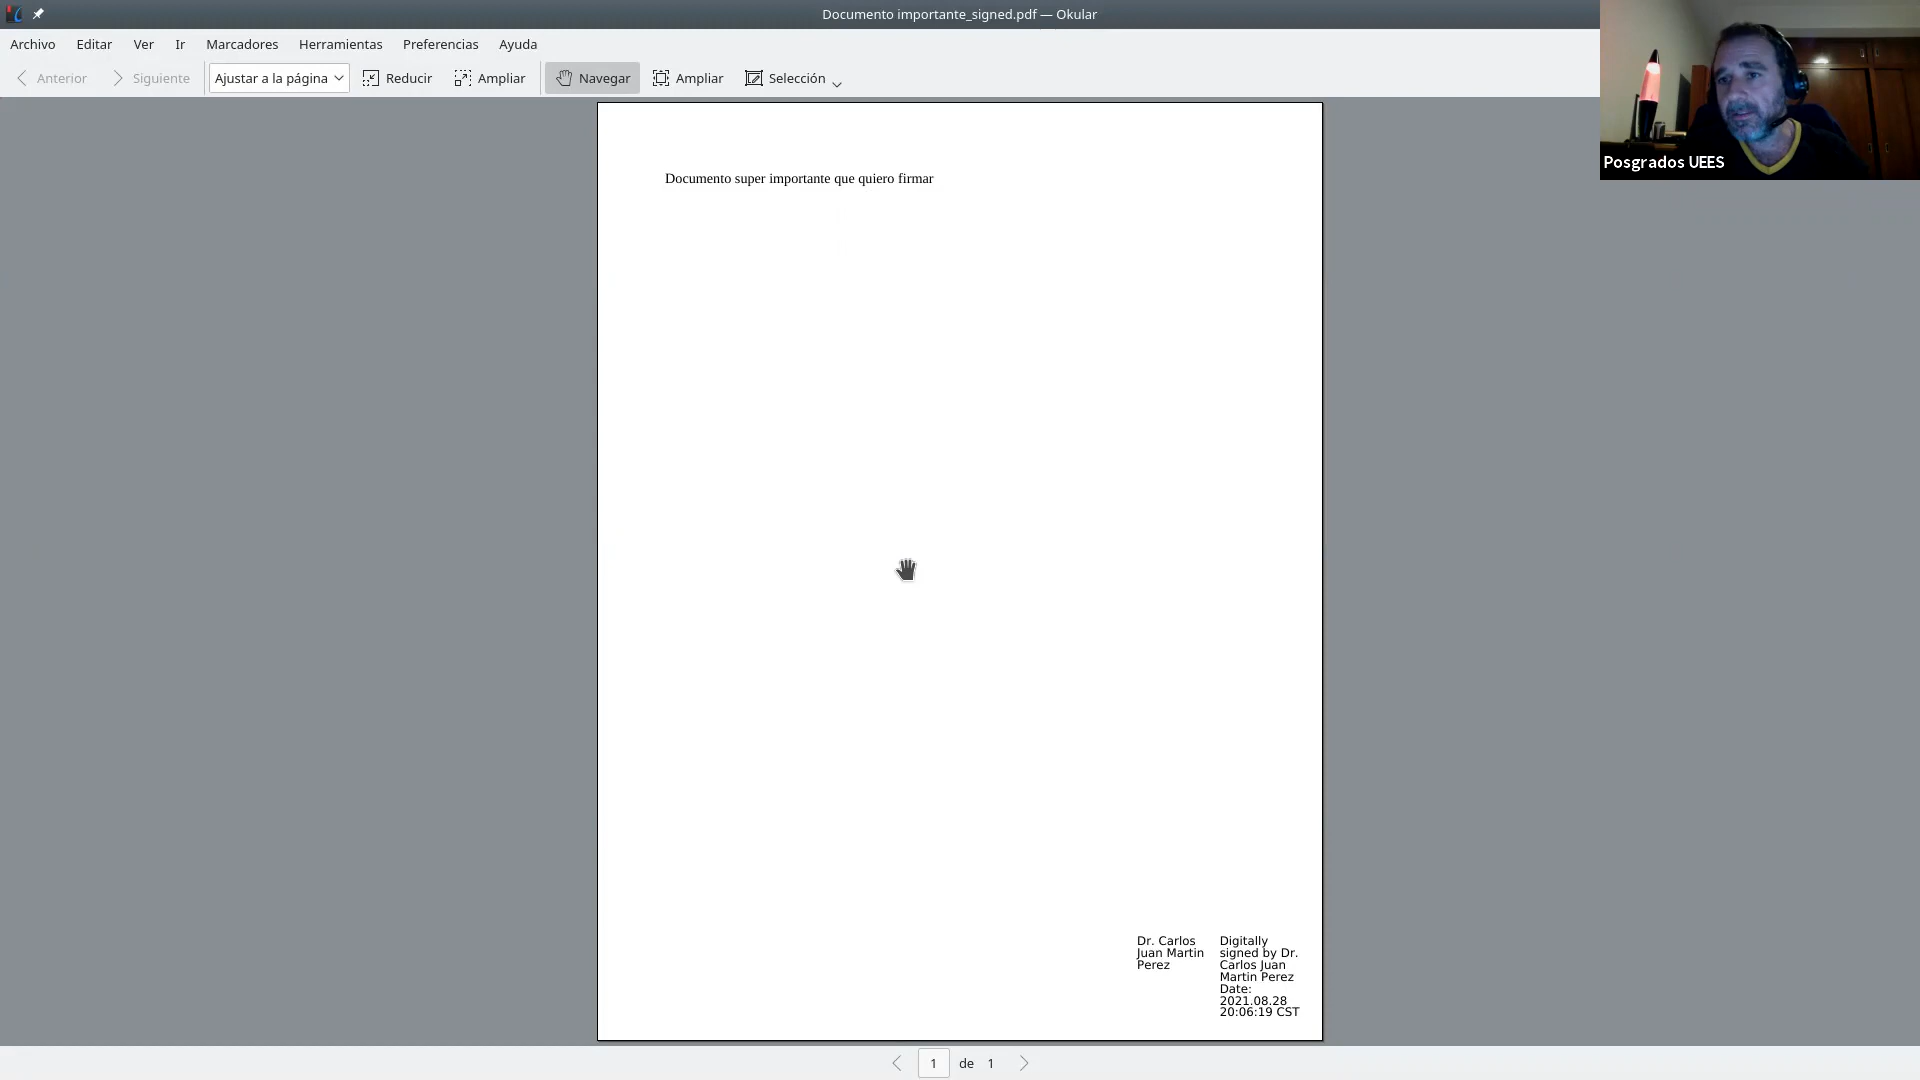 Documento importante_signed.pdf — Okular
Archivo Editar Ver Ir Marcadores Herramientas Preferencias Ayuda
Anterior Siguiente Ajustar a la página Reducir Ampliar Navegar Ampliar Selección
Posgrados UEES
Documento super importante que quiero firmar
Dr. Carlos
Juan Martin
Perez
Digitally
signed by Dr.
Carlos Juan
Martin Perez
Date:
2021.08.28
20:06:19 CST
1 de 1